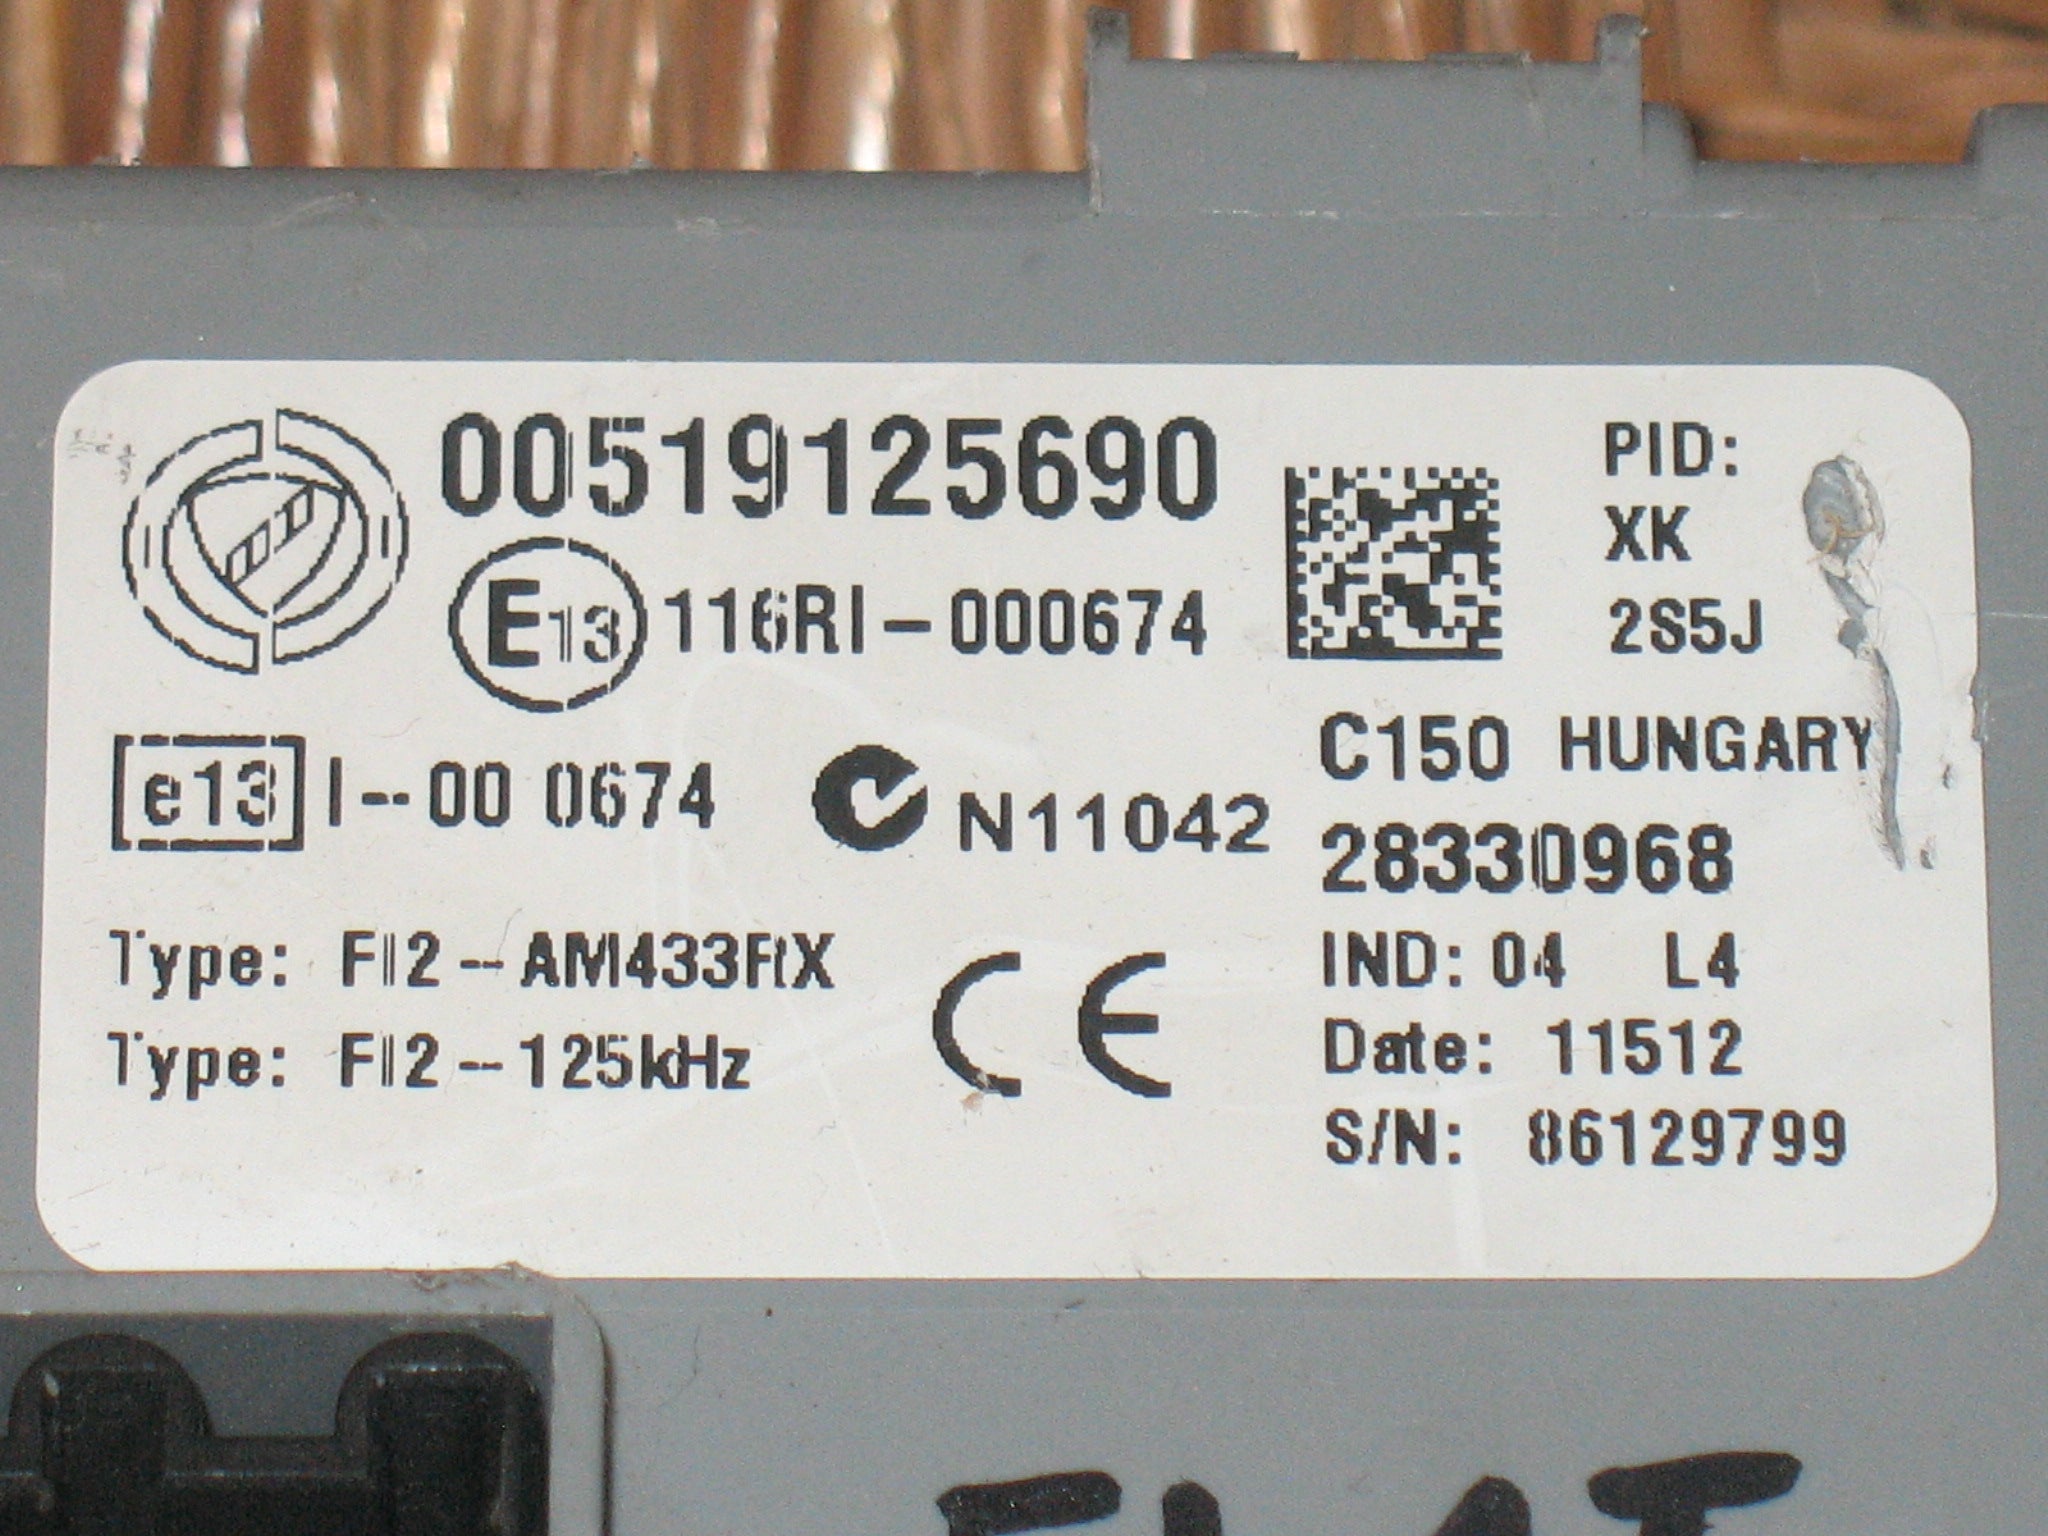 00519125690
E13 116RI-000674
e13 I--00 0674
N11042
Type: FI2--AM433RX
Type: FI2--125kHz
CE
PID:
XK
2S5J
C150 HUNGARY
28330968
IND: 04 L4
Date: 11512
S/N: 86129799